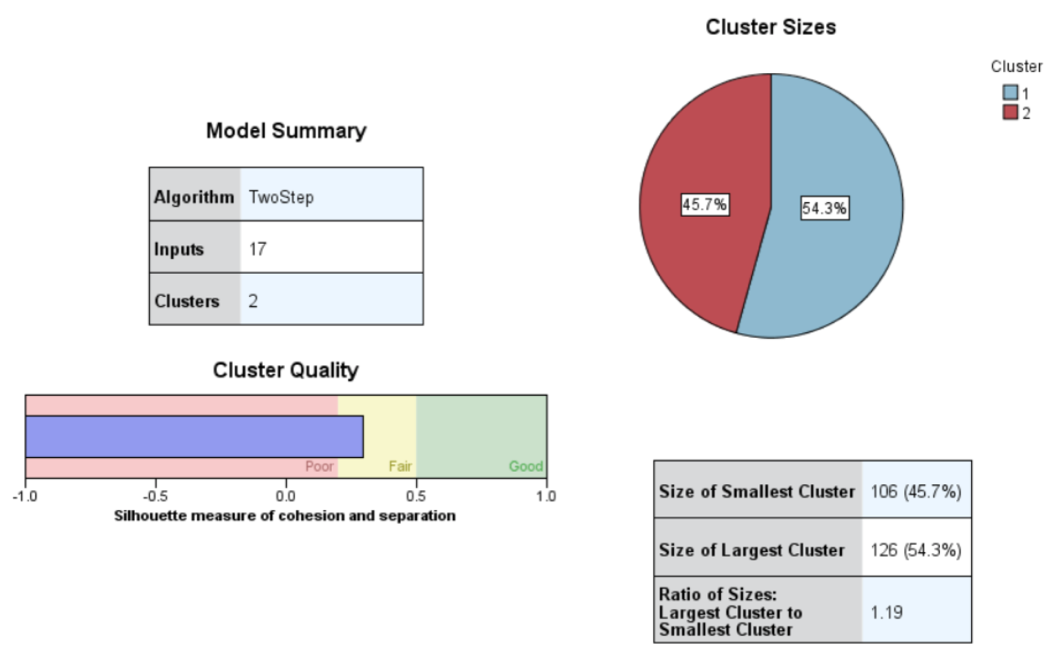 Model Summary
Algorithm TwoStep
Inputs 17
Clusters 2
Cluster Quality
Poor Fair Good
-1.0 -0.5 0.0 0.5 1.0
Silhouette measure of cohesion and separation
Cluster Sizes
Cluster
1
2
45.7% 54.3%
Size of Smallest Cluster 106 (45.7%)
Size of Largest Cluster 126 (54.3%)
Ratio of Sizes:
Largest Cluster to
Smallest Cluster 1.19